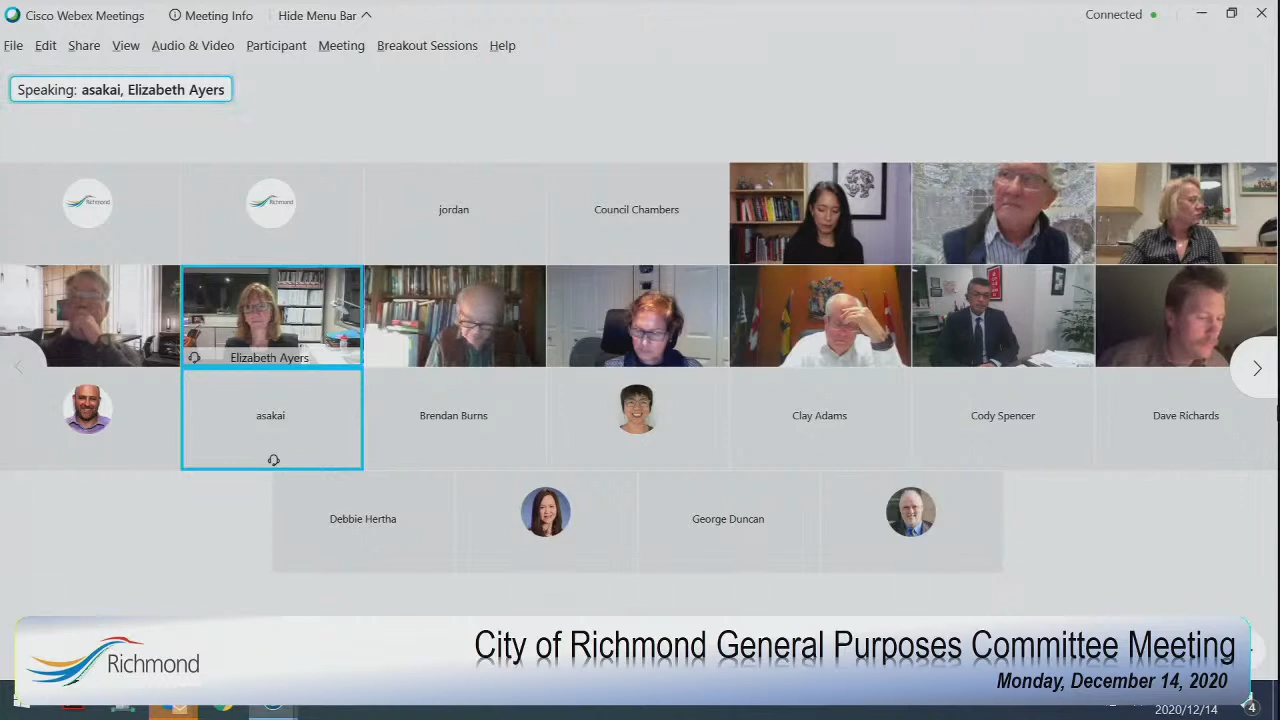 Cisco Webex Meetings
Meeting Info
Hide Menu Bar
Connected
File Edit Share View Audio & Video Participant Meeting Breakout Sessions Help
Speaking: asakai, Elizabeth Ayers
Richmond
Richmond
jordan
Council Chambers
Elizabeth Ayers
asakai
Brendan Burns
Clay Adams
Cody Spencer
Dave Richards
Debbie Hertha
George Duncan
Richmond
City of Richmond General Purposes Committee Meeting
Monday, December 14, 2020
2020/12/14
4